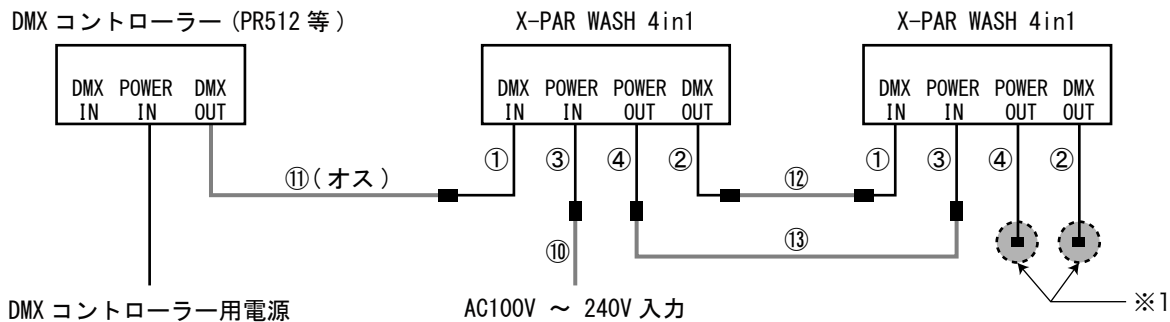 DMX コントローラー (PR512 等 )
X-PAR WASH 4in1
X-PAR WASH 4in1
DMX IN
POWER IN
DMX OUT
DMX IN
POWER IN
POWER OUT
DMX OUT
DMX IN
POWER IN
POWER OUT
DMX OUT
①
③
④
②
①
③
④
②
⑪( オス )
⑫
⑩
⑬
※1
DMX コントローラー用電源
AC100V ～ 240V 入力